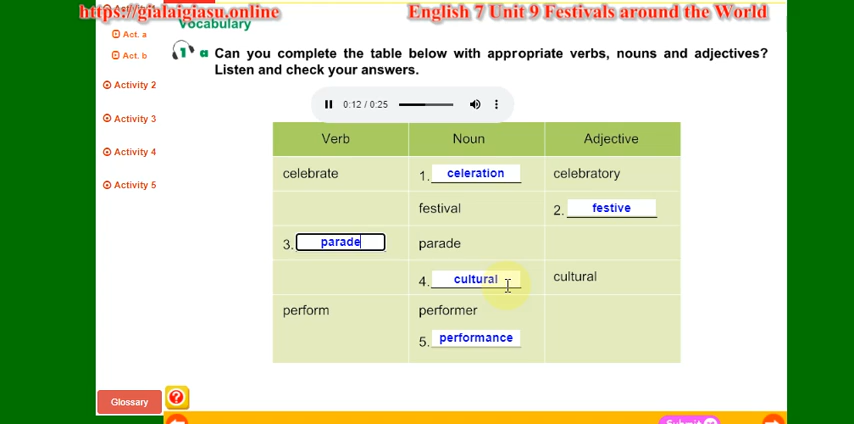 https://gialaigiasu.online
English 7 Unit 9 Festivals around the World
Vocabulary
Act. a
Act. b
Activity 2
Activity 3
Activity 4
Activity 5
1 a Can you complete the table below with appropriate verbs, nouns and adjectives?
Listen and check your answers.
0:12 / 0:25
Verb Noun Adjective
celebrate 1. celeration celebratory
festival 2. festive
3. parade parade
4. cultural cultural
perform performer
5. performance
Glossary
?
Submit